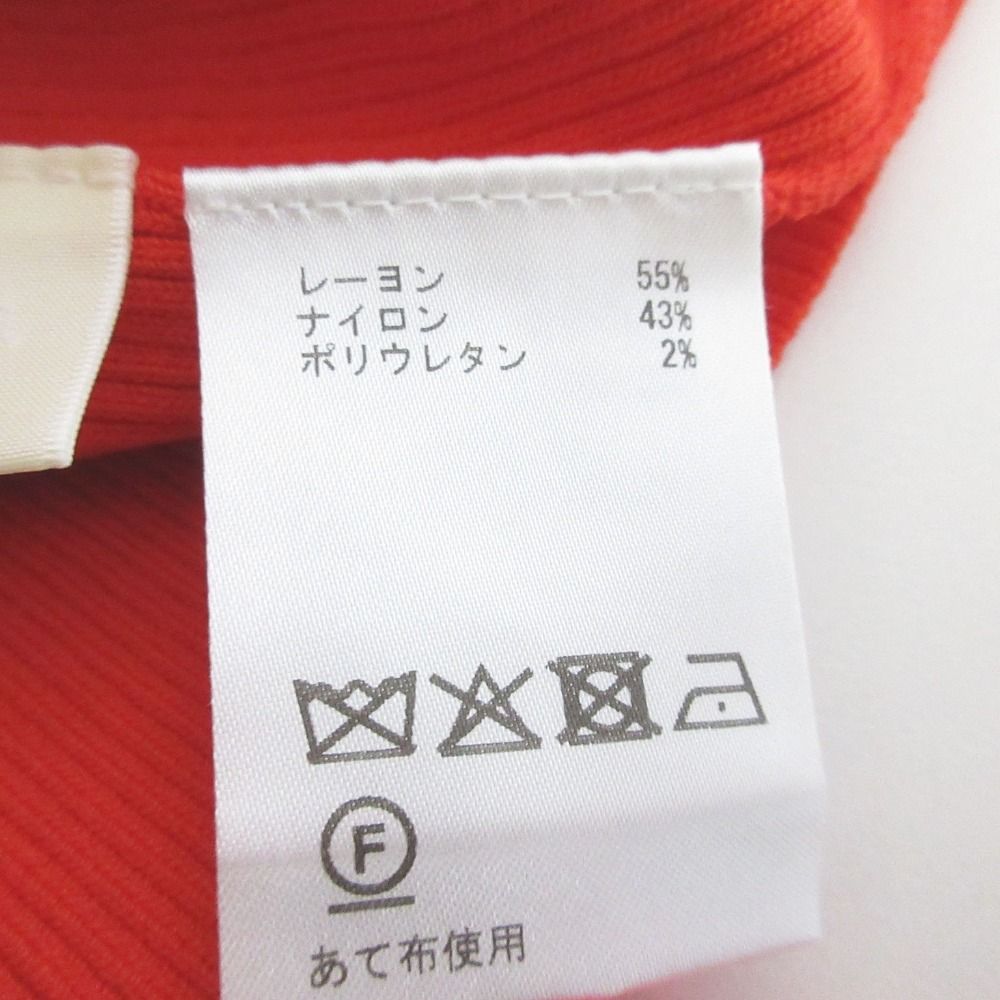 レーヨン 55%
ナイロン 43%
ポリウレタン 2%
F
あて布使用